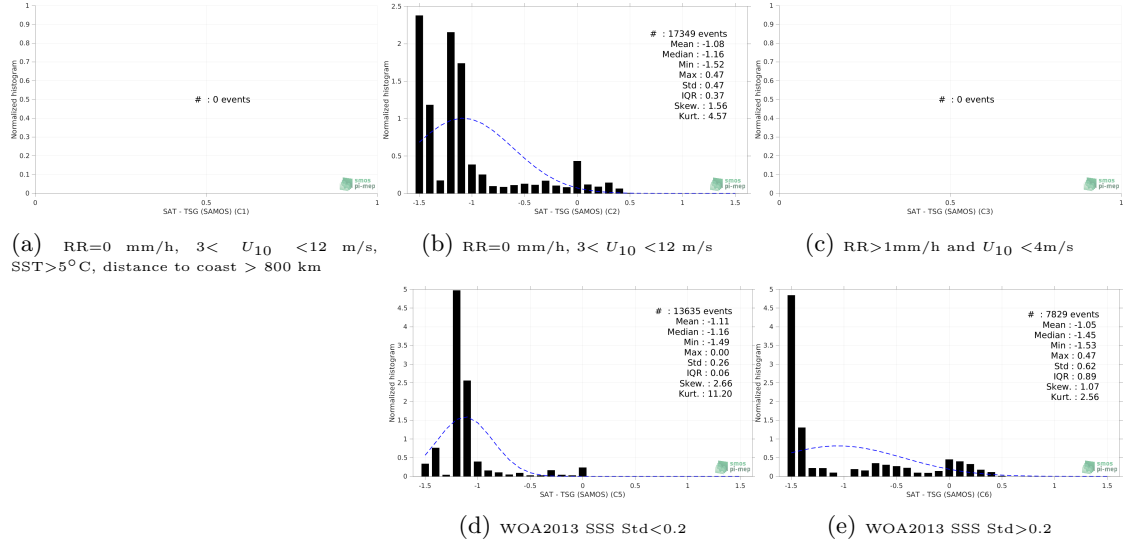 1
0.9
0.8
0.7
0.6
0.5
0.4
0.3
0.2
0.1
0
Normalized histogram
# : 0 events
smos
pi-mep
0 0.5 1
SAT - TSG (SAMOS) (C1)
(a) RR=0 mm/h, 3< U10 <12 m/s,
SST>5°C, distance to coast > 800 km
2.5
2
1.5
1
0.5
0
Normalized histogram
# : 17349 events
Mean : -1.08
Median : -1.16
Min : -1.52
Max : 0.47
Std : 0.47
IQR : 0.37
Skew. : 1.56
Kurt. : 4.57
smos
pi-mep
-1.5 -1 -0.5 0 0.5 1 1.5
SAT - TSG (SAMOS) (C2)
(b) RR=0 mm/h, 3< U10 <12 m/s
1
0.9
0.8
0.7
0.6
0.5
0.4
0.3
0.2
0.1
0
Normalized histogram
# : 0 events
smos
pi-mep
0 0.5 1
SAT - TSG (SAMOS) (C3)
(c) RR>1mm/h and U10 <4m/s
5
4.5
4
3.5
3
2.5
2
1.5
1
0.5
0
Normalized histogram
# : 13635 events
Mean : -1.11
Median : -1.16
Min : -1.49
Max : 0.00
Std : 0.26
IQR : 0.06
Skew. : 2.66
Kurt. : 11.20
smos
pi-mep
-1.5 -1 -0.5 0 0.5 1 1.5
SAT - TSG (SAMOS) (C5)
(d) WOA2013 SSS Std<0.2
5
4.5
4
3.5
3
2.5
2
1.5
1
0.5
0
Normalized histogram
# : 7829 events
Mean : -1.05
Median : -1.45
Min : -1.53
Max : 0.47
Std : 0.62
IQR : 0.89
Skew. : 1.07
Kurt. : 2.56
smos
pi-mep
-1.5 -1 -0.5 0 0.5 1 1.5
SAT - TSG (SAMOS) (C6)
(e) WOA2013 SSS Std>0.2